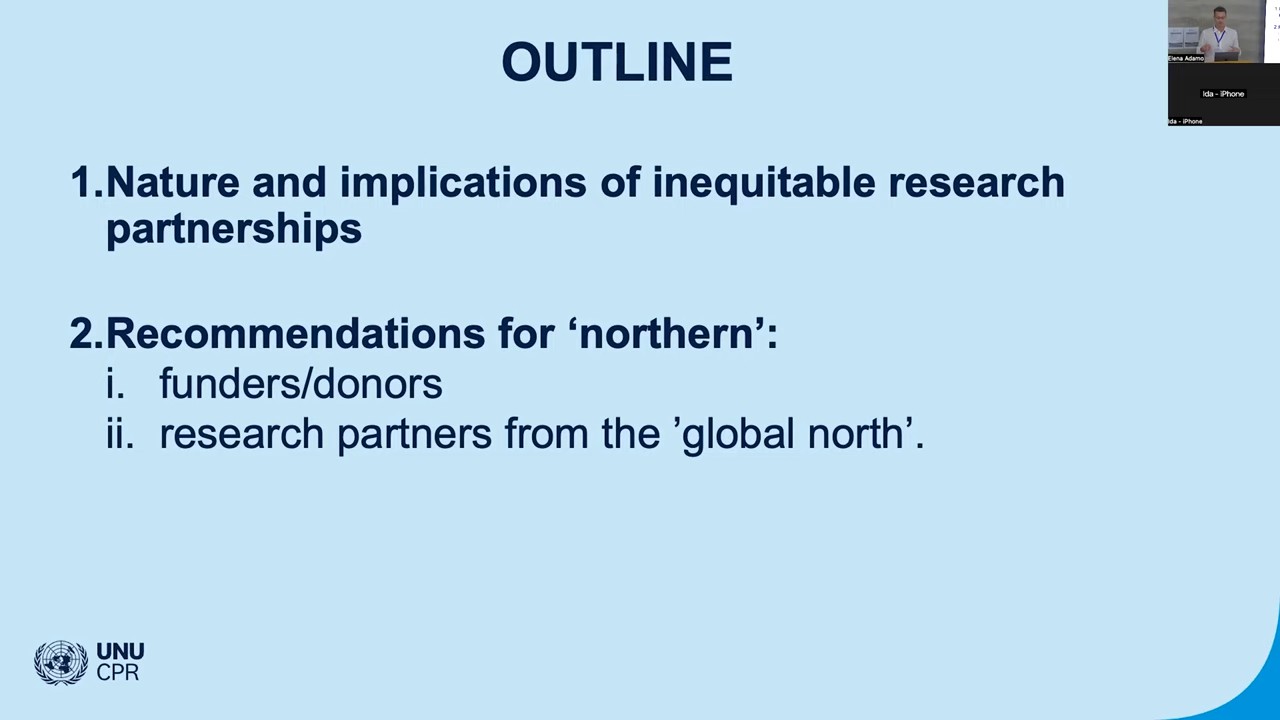 OUTLINE
1.Nature and implications of inequitable research
partnerships
2.Recommendations for ‘northern’:
i. funders/donors
ii. research partners from the ’global north’.
UNU
CPR
Elena Adamo
Ida - iPhone
Ida - iPhone